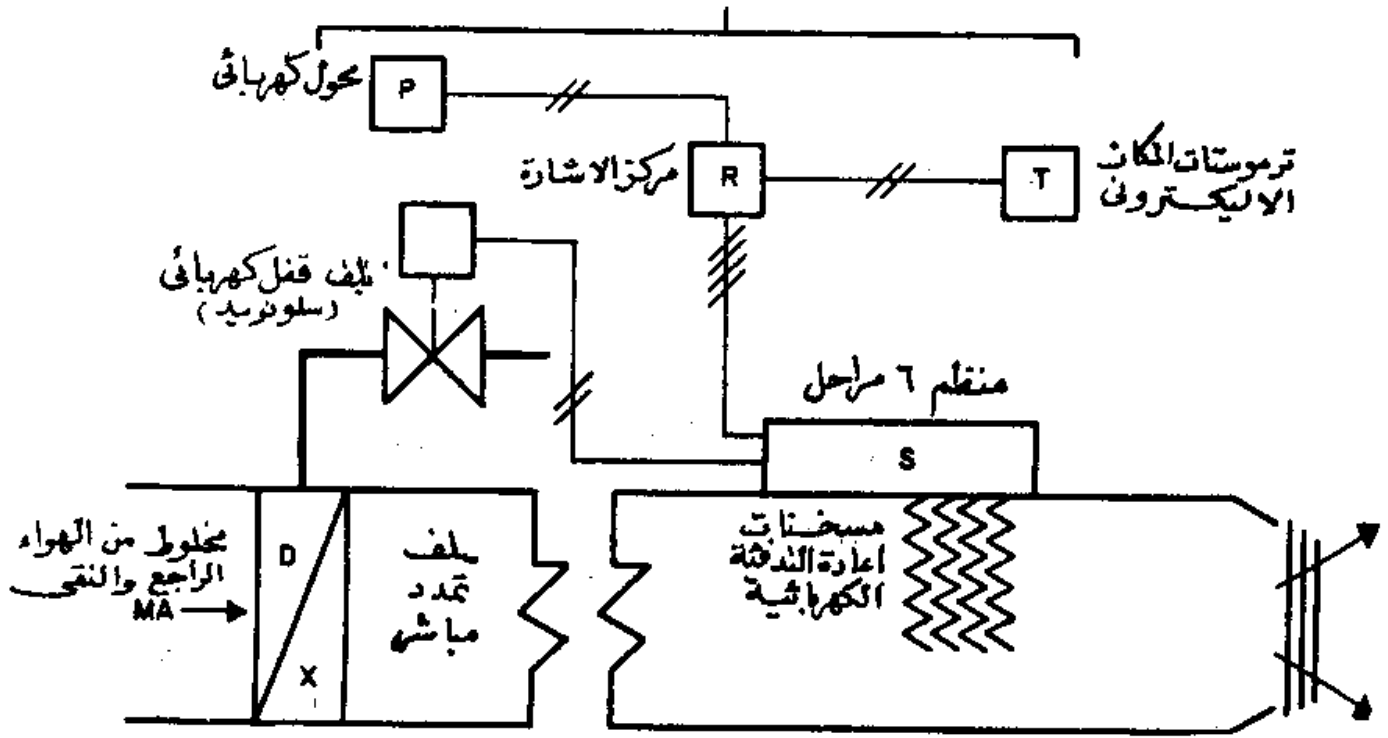 محول كهربائى
P
مركز الاشارة
R
T
ترموستات المكان
الاليكترونى
بلف قفل كهربائى
(سلونويد)
منظم ٦ مراحل
S
مخلوط من الهواء
الراجع والنقى
MA
D
X
ملف
تمدد
مباشر
مسخنات
اعادة التدفئة
الكهربائية